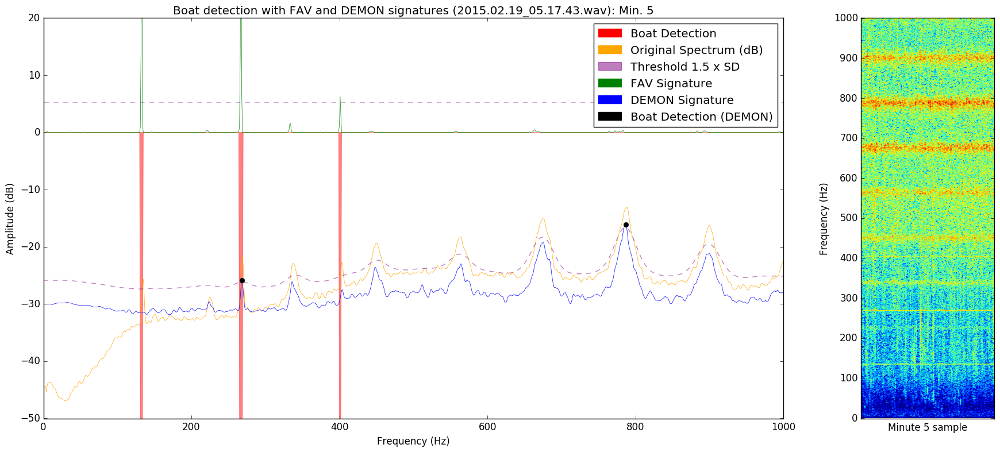 Boat detection with FAV and DEMON signatures (2015.02.19_05.17.43.wav): Min. 5
Boat Detection
Original Spectrum (dB)
Threshold 1.5 x SD
FAV Signature
DEMON Signature
Boat Detection (DEMON)
20
10
0
−10
−20
−30
−40
−50
Amplitude (dB)
0
200
400
600
800
1000
Frequency (Hz)
1000
900
800
700
600
500
400
300
200
100
0
Frequency (Hz)
Minute 5 sample